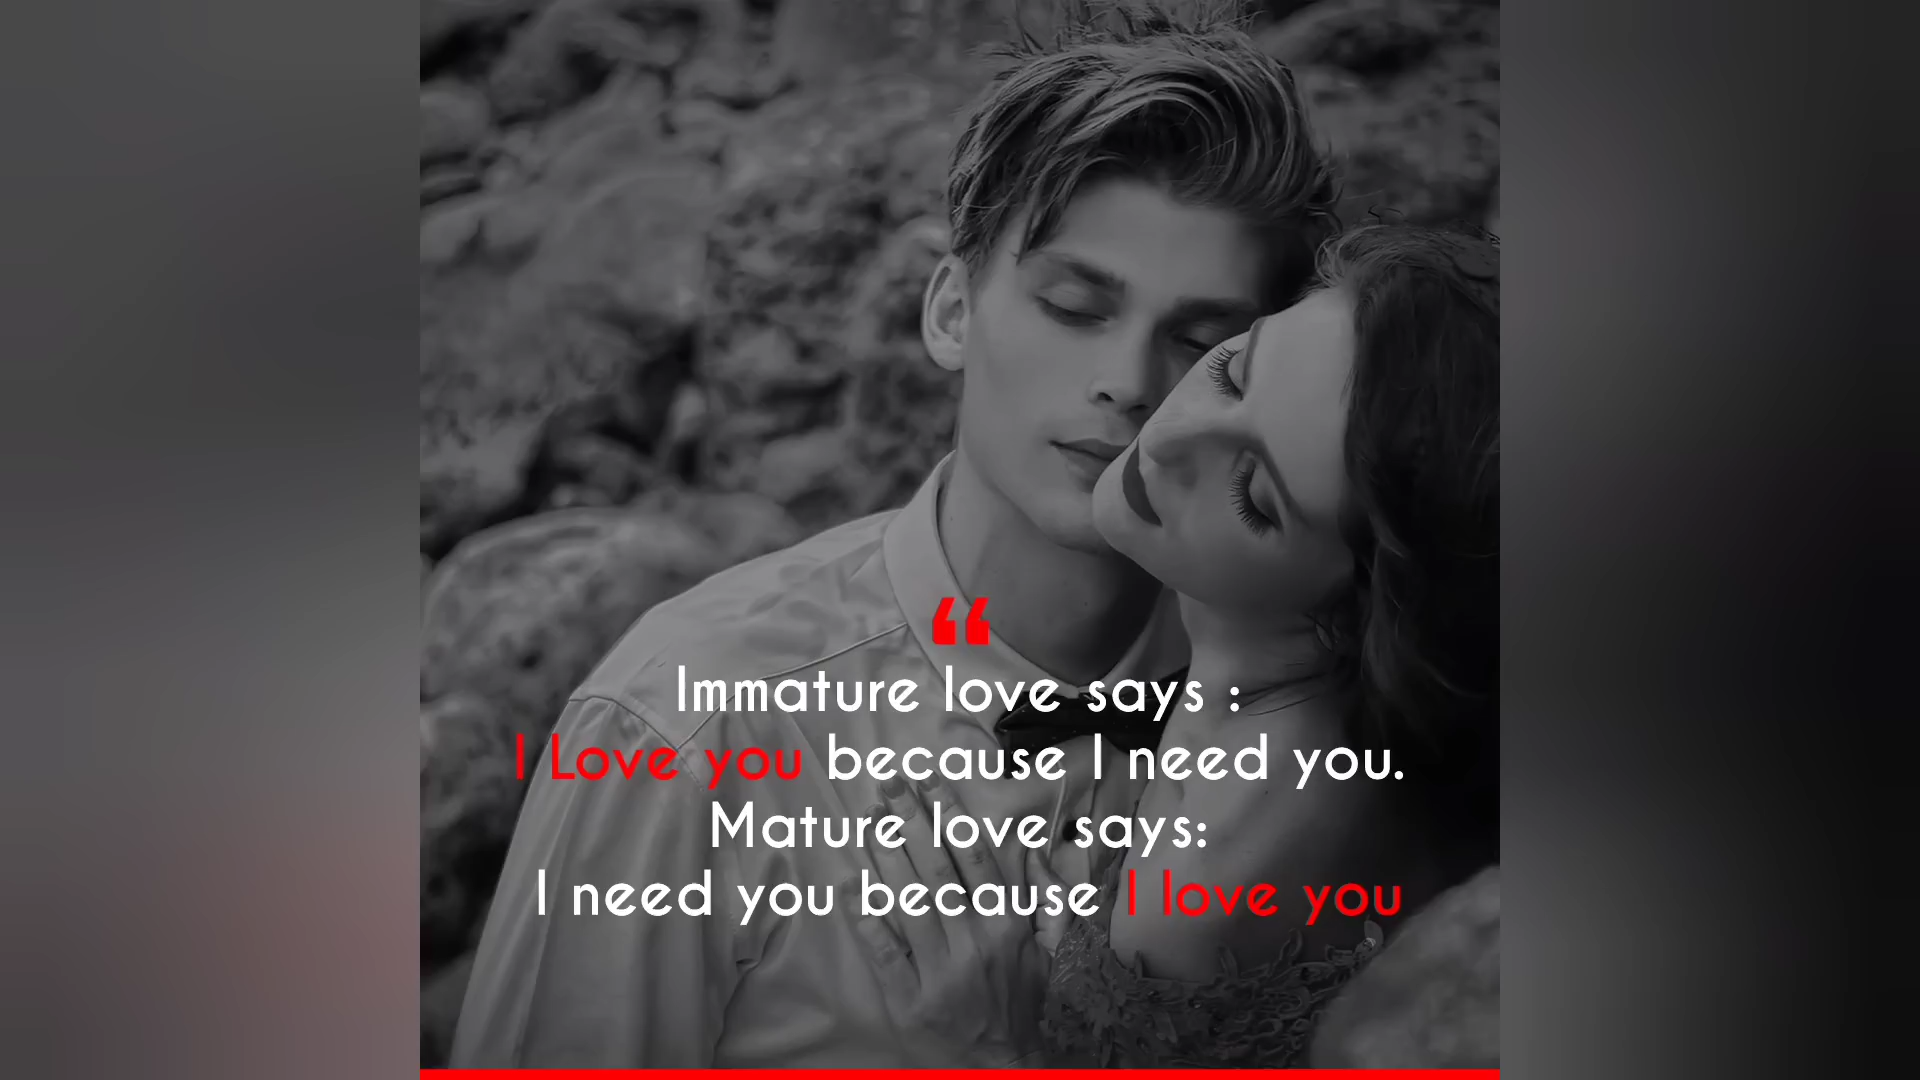 ❝
Immature love says :
I Love you because I need you.
Mature love says:
I need you because I love you